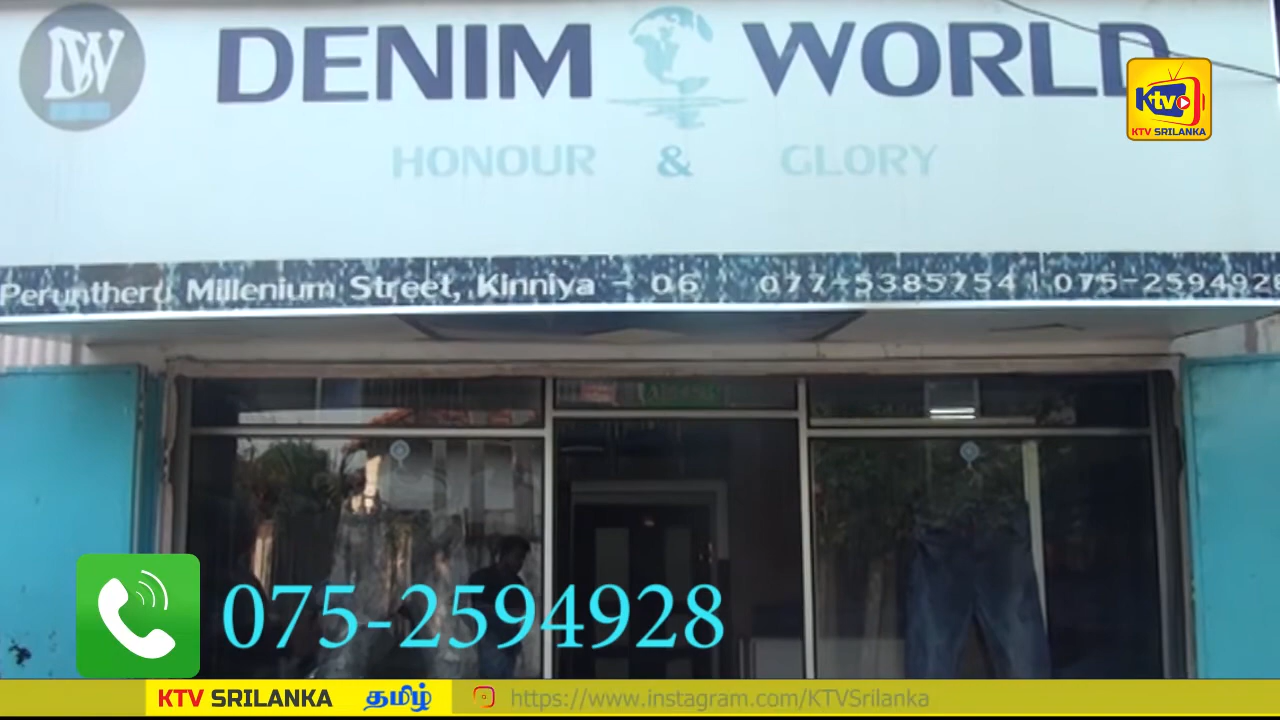 DW
DENIM WORLD
Ktv
KTV SRILANKA
HONOUR & GLORY
Peruntheru Millenium Street, Kinniya - 06 077-5385754 | 075-2594928
075-2594928
KTV SRILANKA தமிழ் https://www.instagram.com/KTVSrilanka